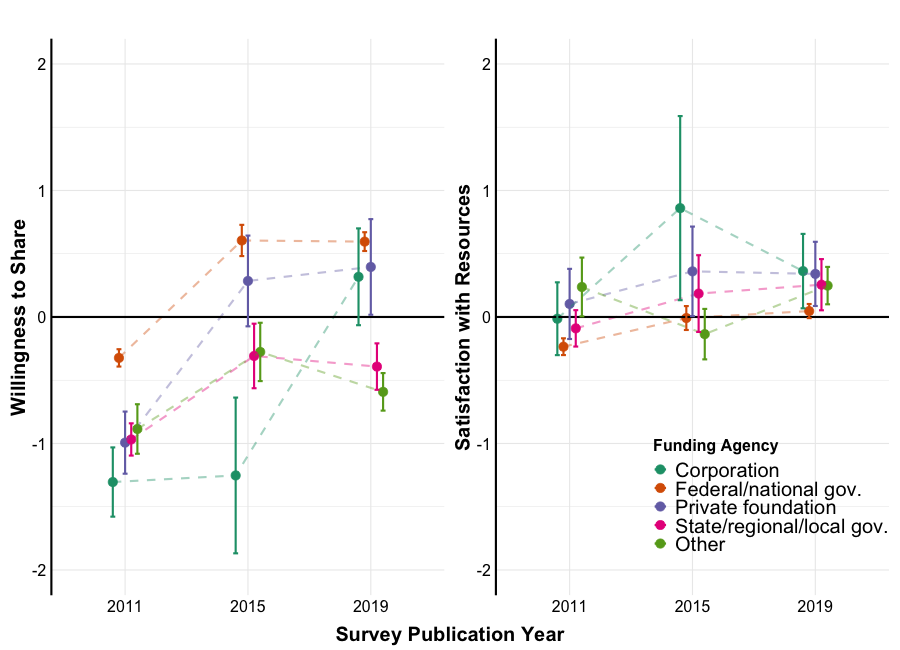 Willingness to Share
2
1
0
-1
-2
2011
2015
2019
Satisfaction with Resources
2
1
0
-1
-2
2011
2015
2019
Funding Agency
Corporation
Federal/national gov.
Private foundation
State/regional/local gov.
Other
Survey Publication Year